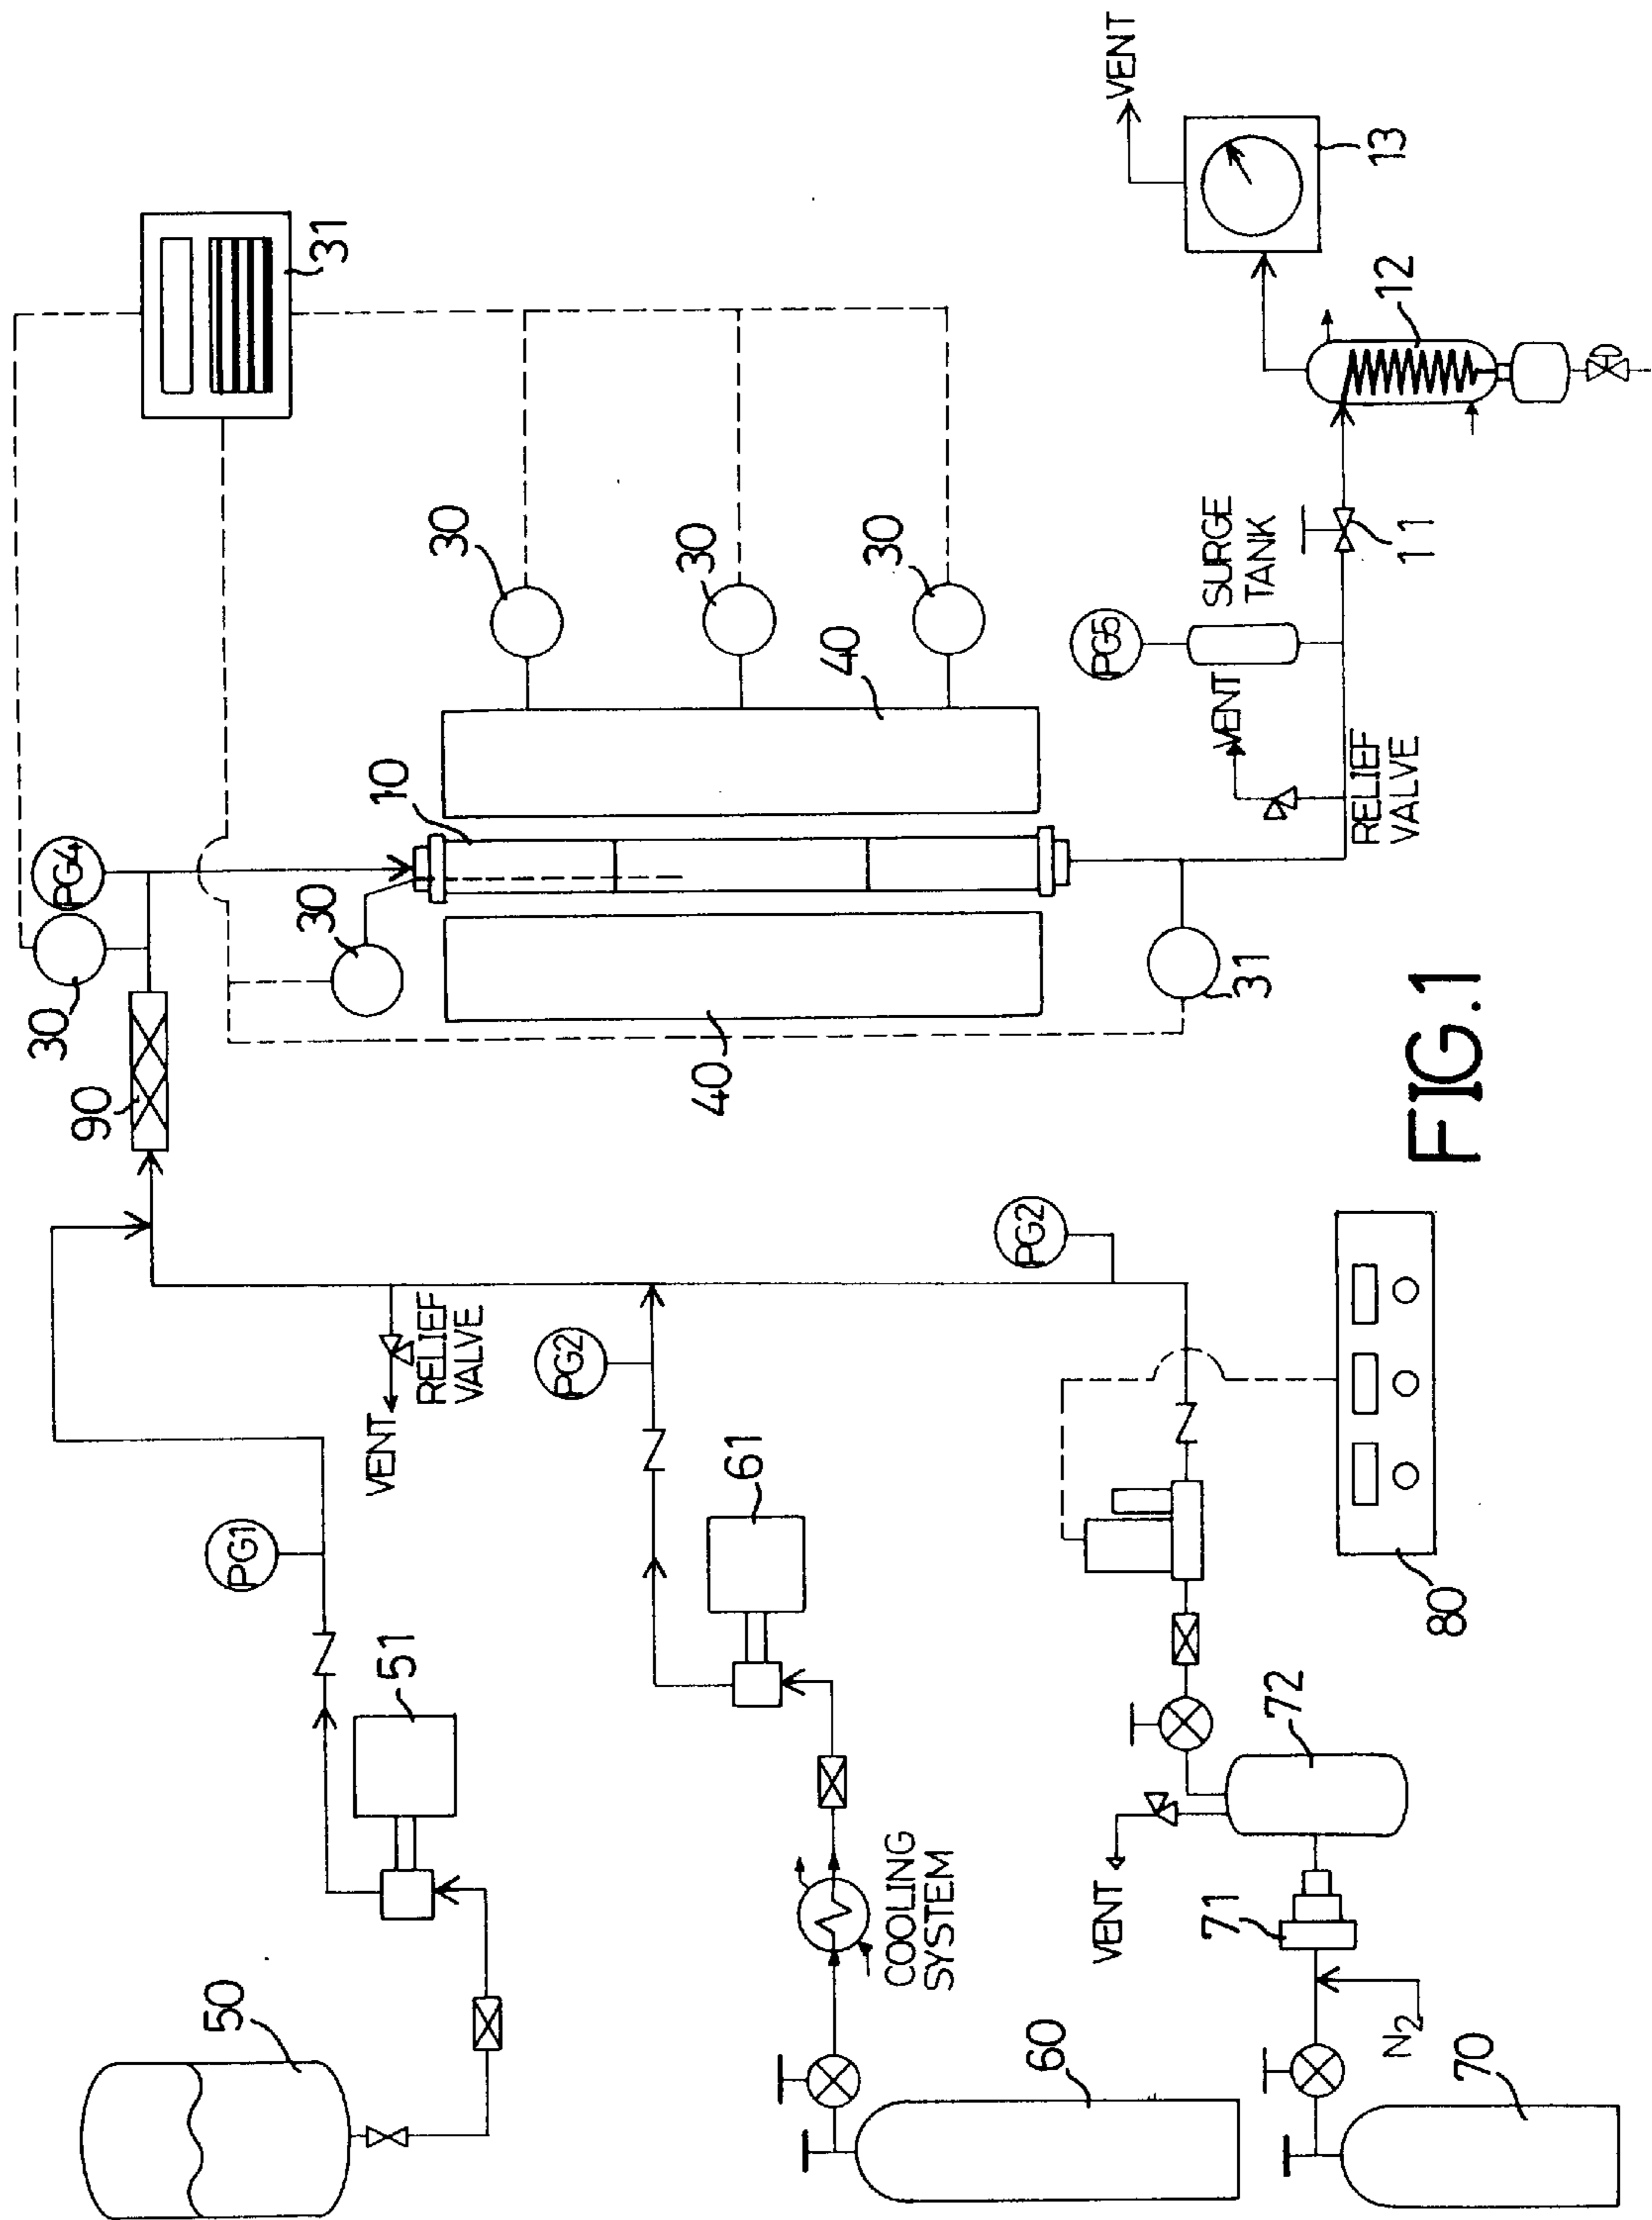 50
51
PG1
VENT
RELIEF
VALVE
60
COOLING
SYSTEM
61
PG2
70
N2
71
72
VENT
80
PG2
90
30
PG4
30
10
40
40
31
30
30
30
31
RELIEF
VALVE
VENT
PG5
SURGE
TANK
11
12
13
VENT
FIG.1